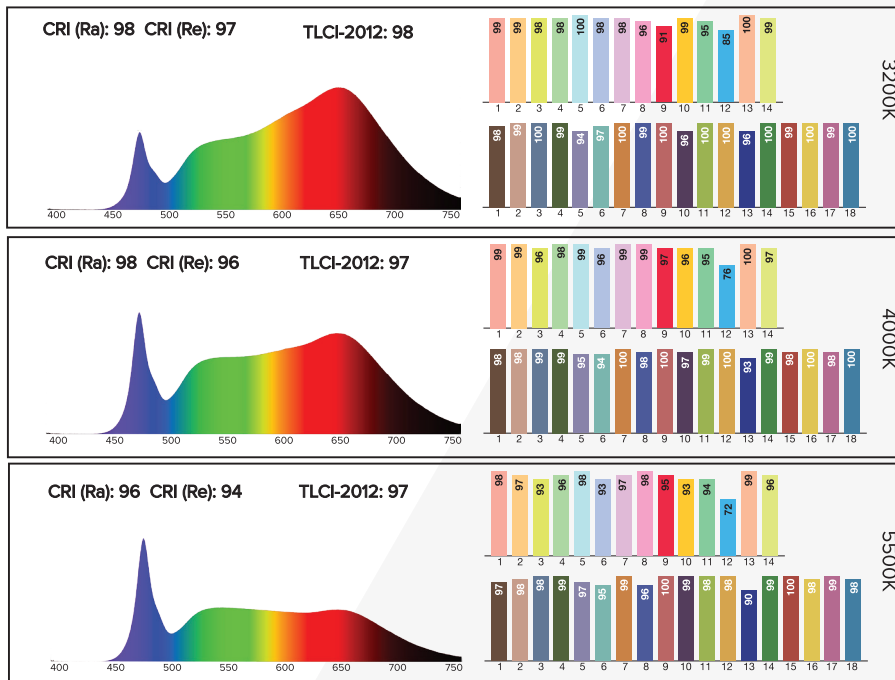 CRI (Ra): 98 CRI (Re): 97 TLCI-2012: 98
99 99 98 98 100 98 98 96 91 99 95 85 100 99
1 2 3 4 5 6 7 8 9 10 11 12 13 14
98 99 100 99 94 97 100 99 100 96 100 100 96 100 99 100 99 100
1 2 3 4 5 6 7 8 9 10 11 12 13 14 15 16 17 18
400 450 500 550 600 650 700 750
3200K
CRI (Ra): 98 CRI (Re): 96 TLCI-2012: 97
99 99 96 98 99 96 99 99 97 96 95 76 100 97
1 2 3 4 5 6 7 8 9 10 11 12 13 14
98 98 99 99 95 94 100 98 100 97 99 100 93 99 98 100 98 100
1 2 3 4 5 6 7 8 9 10 11 12 13 14 15 16 17 18
400 450 500 550 600 650 700 750
4000K
CRI (Ra): 96 CRI (Re): 94 TLCI-2012: 97
98 97 93 96 98 93 97 98 95 93 94 72 99 96
1 2 3 4 5 6 7 8 9 10 11 12 13 14
97 98 98 99 97 95 99 96 100 99 98 98 90 99 100 98 99 98
1 2 3 4 5 6 7 8 9 10 11 12 13 14 15 16 17 18
400 450 500 550 600 650 700 750
5500K